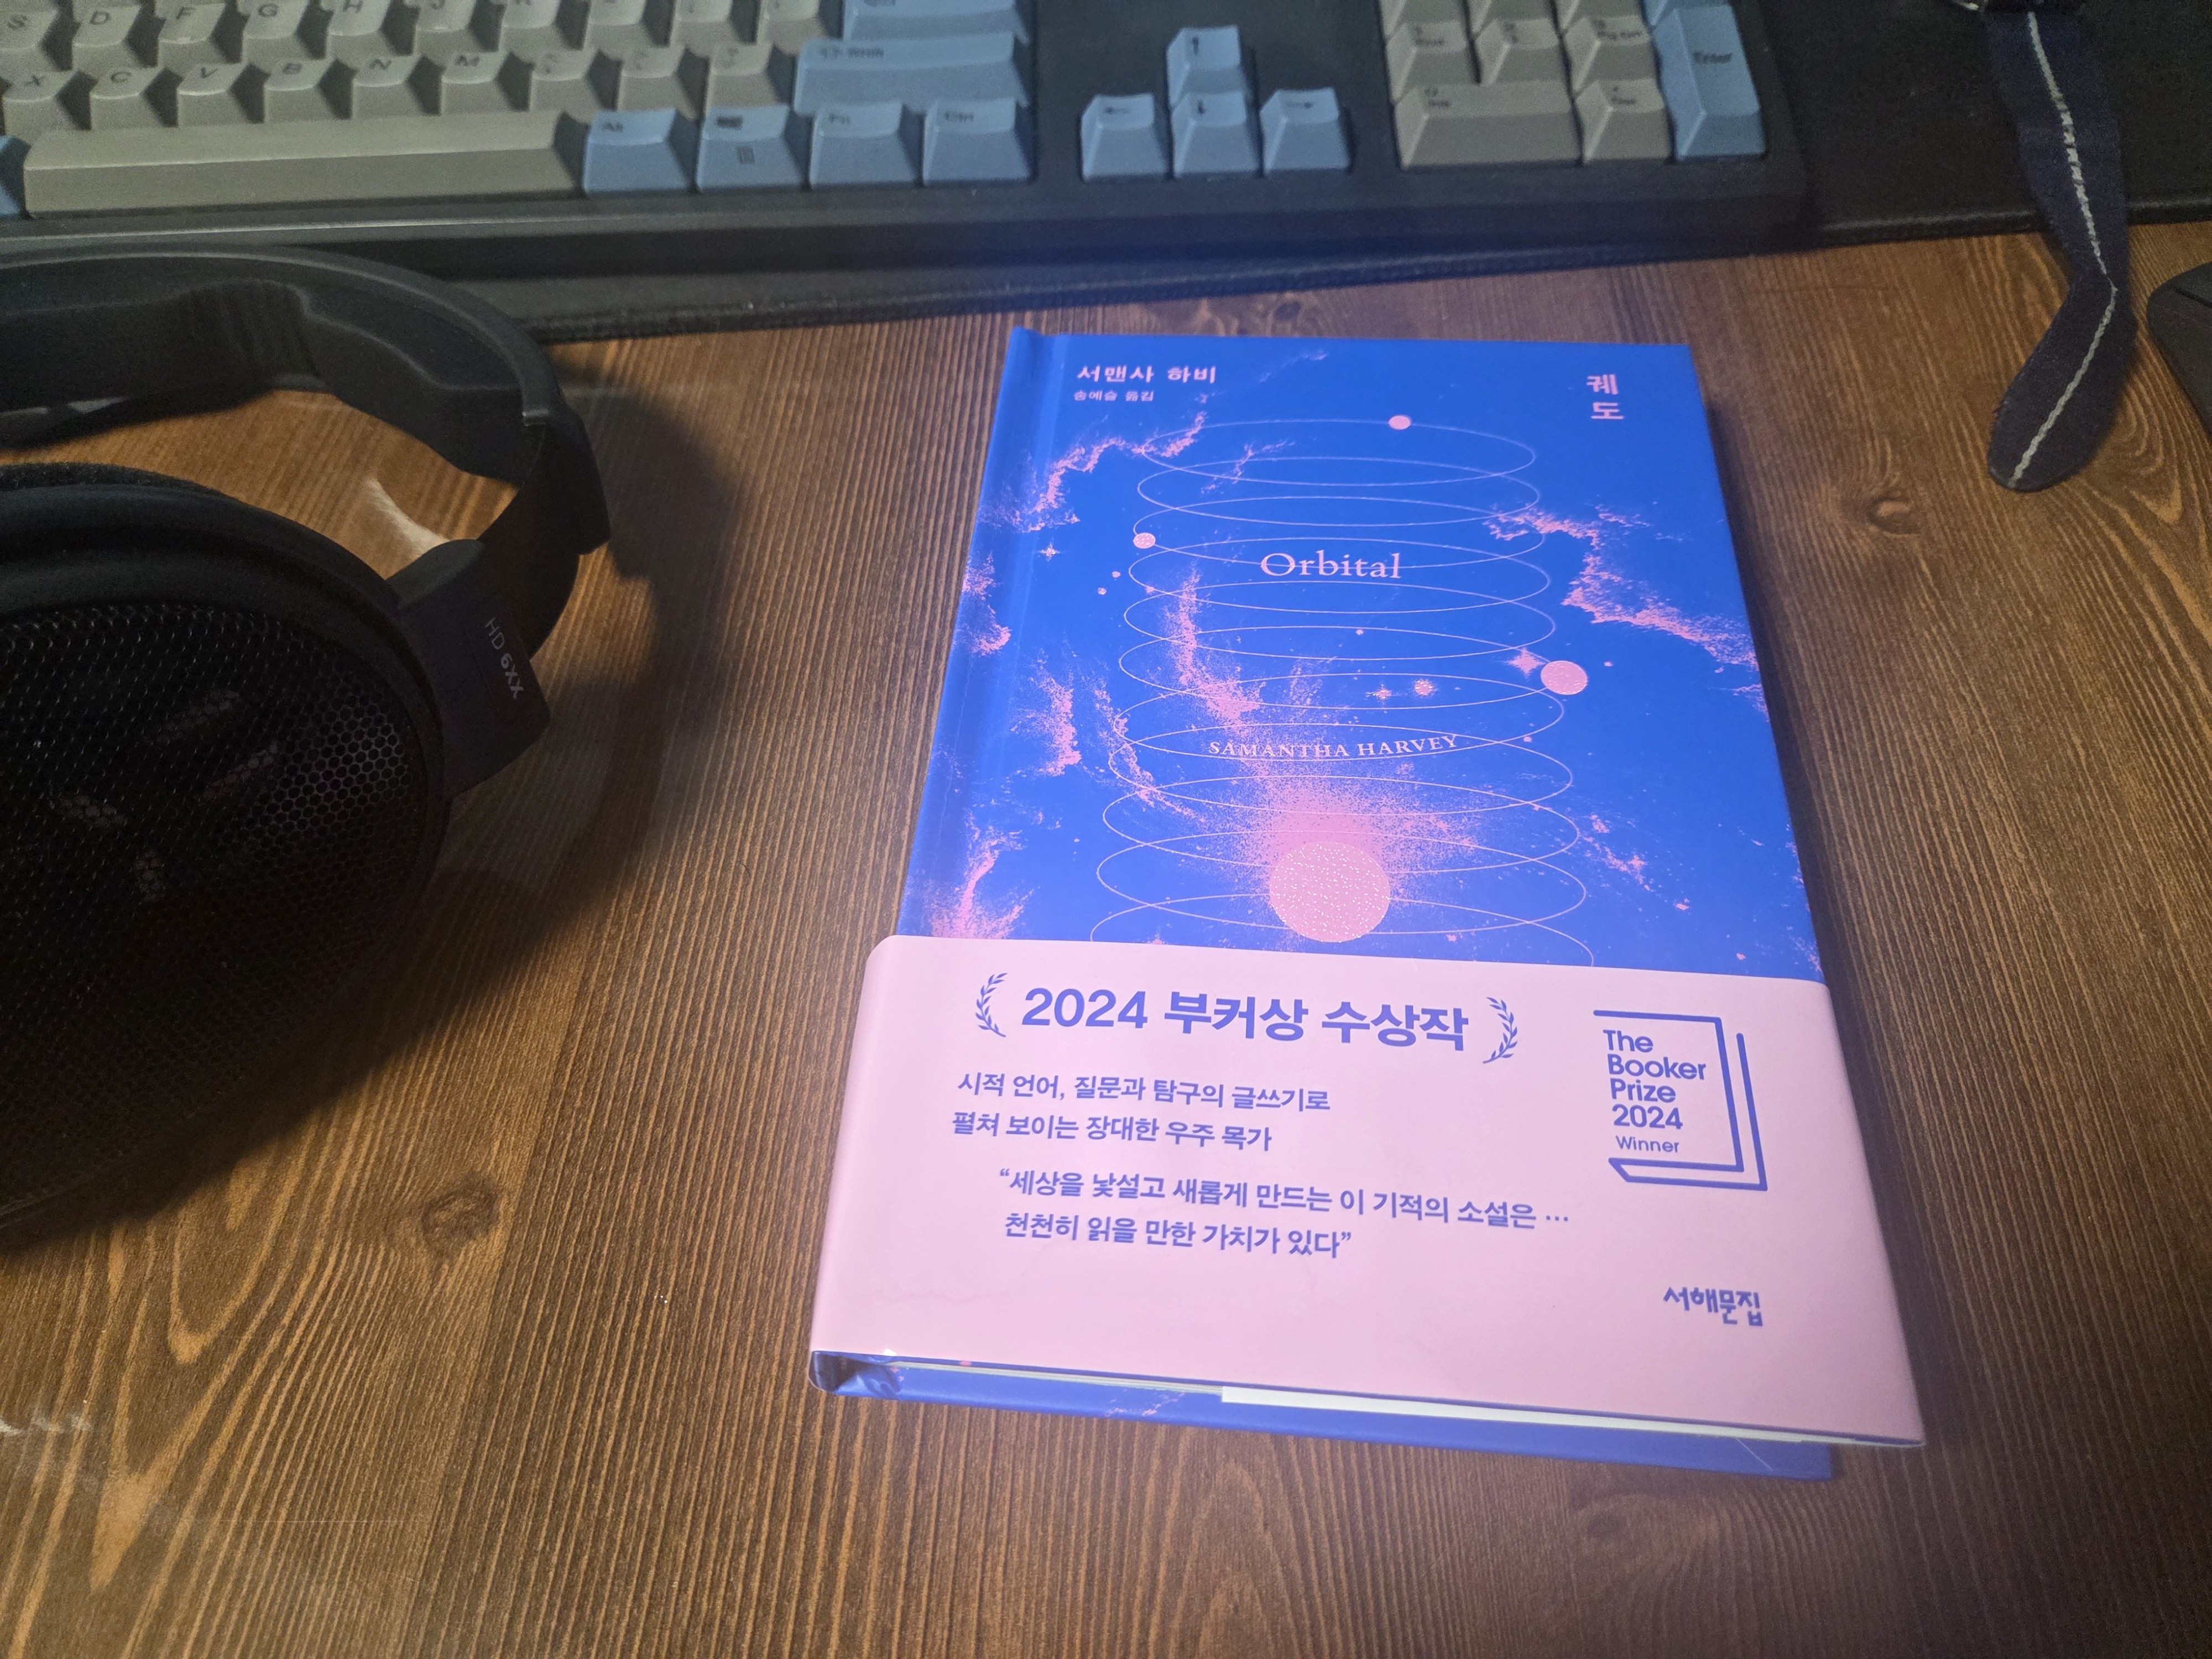 S D F G H J
X C V B N M
Alt
Fn
Ctrl
Enter
HD 6XX
서맨사 하비
송예슬 옮김
궤
도
Orbital
SAMANTHA HARVEY
2024 부커상 수상작
시적 언어, 질문과 탐구의 글쓰기로
펼쳐 보이는 장대한 우주 목가
“세상을 낯설고 새롭게 만드는 이 기적의 소설은 …
천천히 읽을 만한 가치가 있다”
The
Booker
Prize
2024
Winner
서해문집